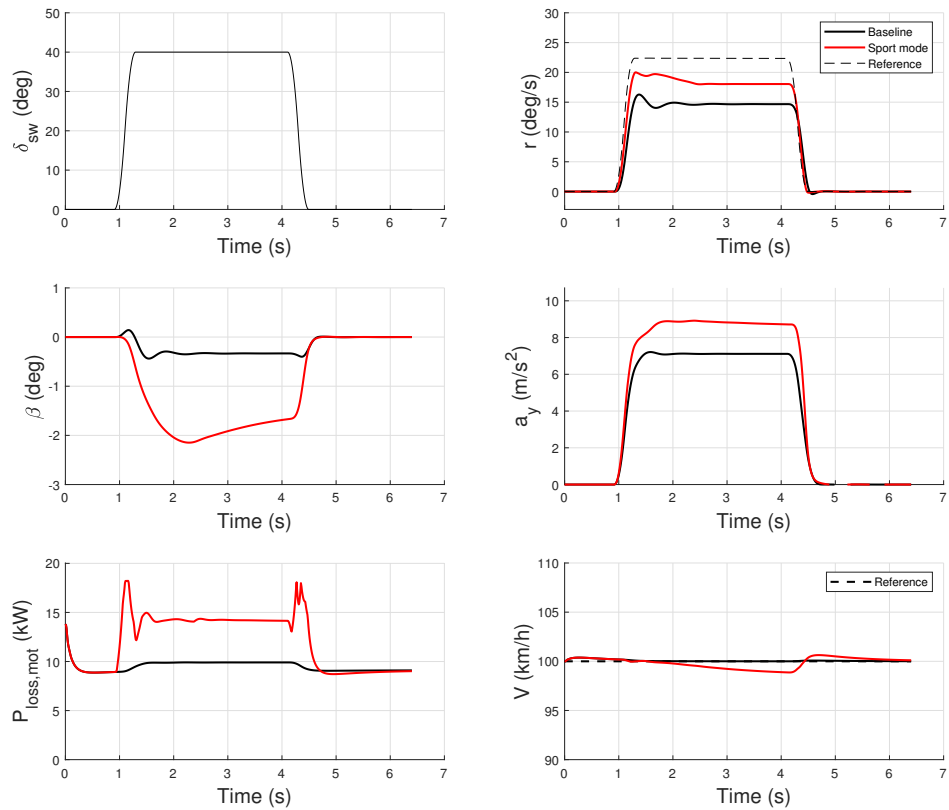 50
40
30
20
10
0
δsw (deg)
0 1 2 3 4 5 6 7
Time (s)
30
25
20
15
10
5
0
r (deg/s)
0 1 2 3 4 5 6 7
Time (s)
Baseline
Sport mode
Reference
1
0
-1
-2
-3
β (deg)
0 1 2 3 4 5 6 7
Time (s)
10
8
6
4
2
0
ay (m/s²)
0 1 2 3 4 5 6 7
Time (s)
20
15
10
5
0
Ploss,mot (kW)
0 1 2 3 4 5 6 7
Time (s)
110
105
100
95
90
V (km/h)
0 1 2 3 4 5 6 7
Time (s)
Reference